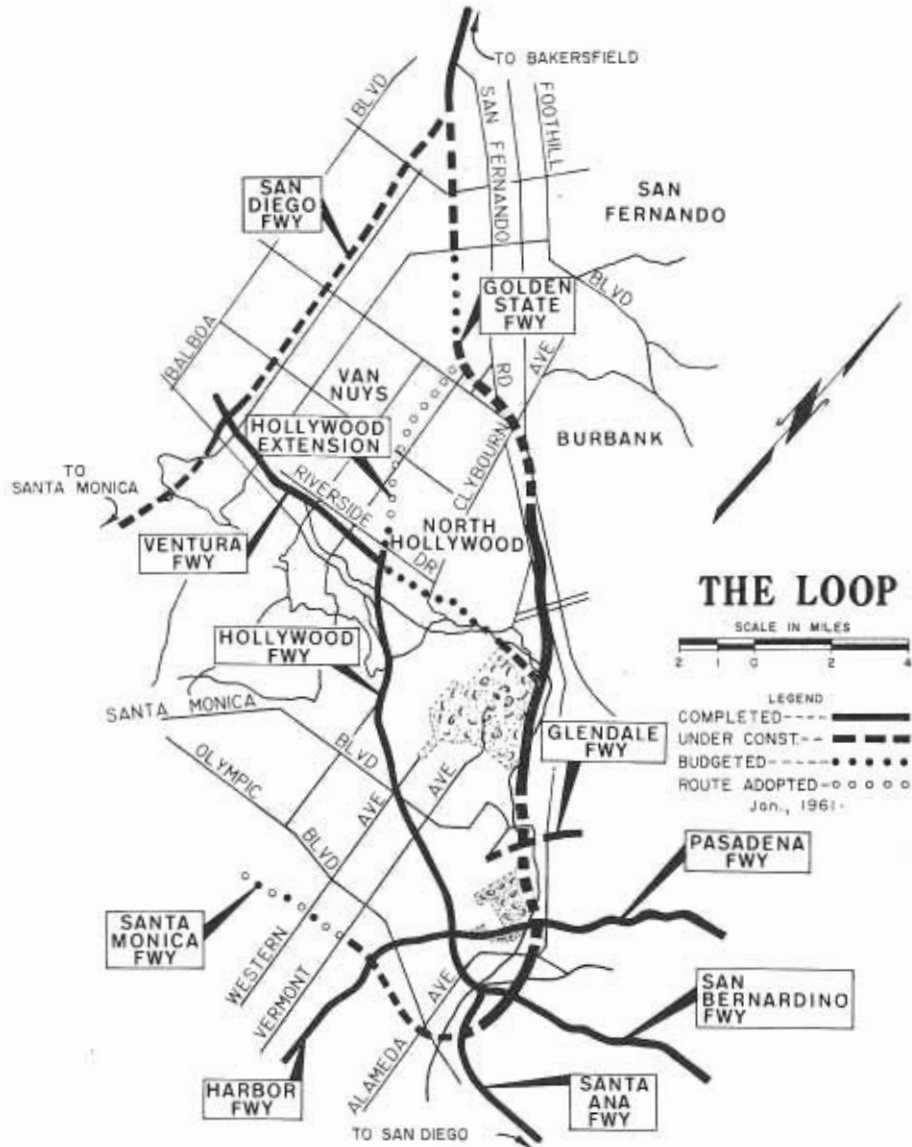 TO BAKERSFIELD
BLVD
SAN FERNANDO
FOOTHILL
SAN
DIEGO
FWY
SAN
FERNANDO
BLVD
GOLDEN
STATE
FWY
BALBOA
RD
AVE
VAN
NUYS
HOLLYWOOD
EXTENSION
CLYBOURN
BURBANK
TO
SANTA MONICA
RIVERSIDE
DR
NORTH
HOLLYWOOD
VENTURA
FWY
THE LOOP
SCALE IN MILES
2 1 0 2 4
HOLLYWOOD
FWY
LEGEND
COMPLETED
UNDER CONST.
BUDGETED
ROUTE ADOPTED
Jan., 1961
SANTA MONICA
BLVD
GLENDALE
FWY
OLYMPIC
BLVD
AVE
AVE
PASADENA
FWY
SANTA
MONICA
FWY
WESTERN
VERMONT
AVE
SAN
BERNARDINO
FWY
ALAMEDA
HARBOR
FWY
SANTA
ANA
FWY
TO SAN DIEGO